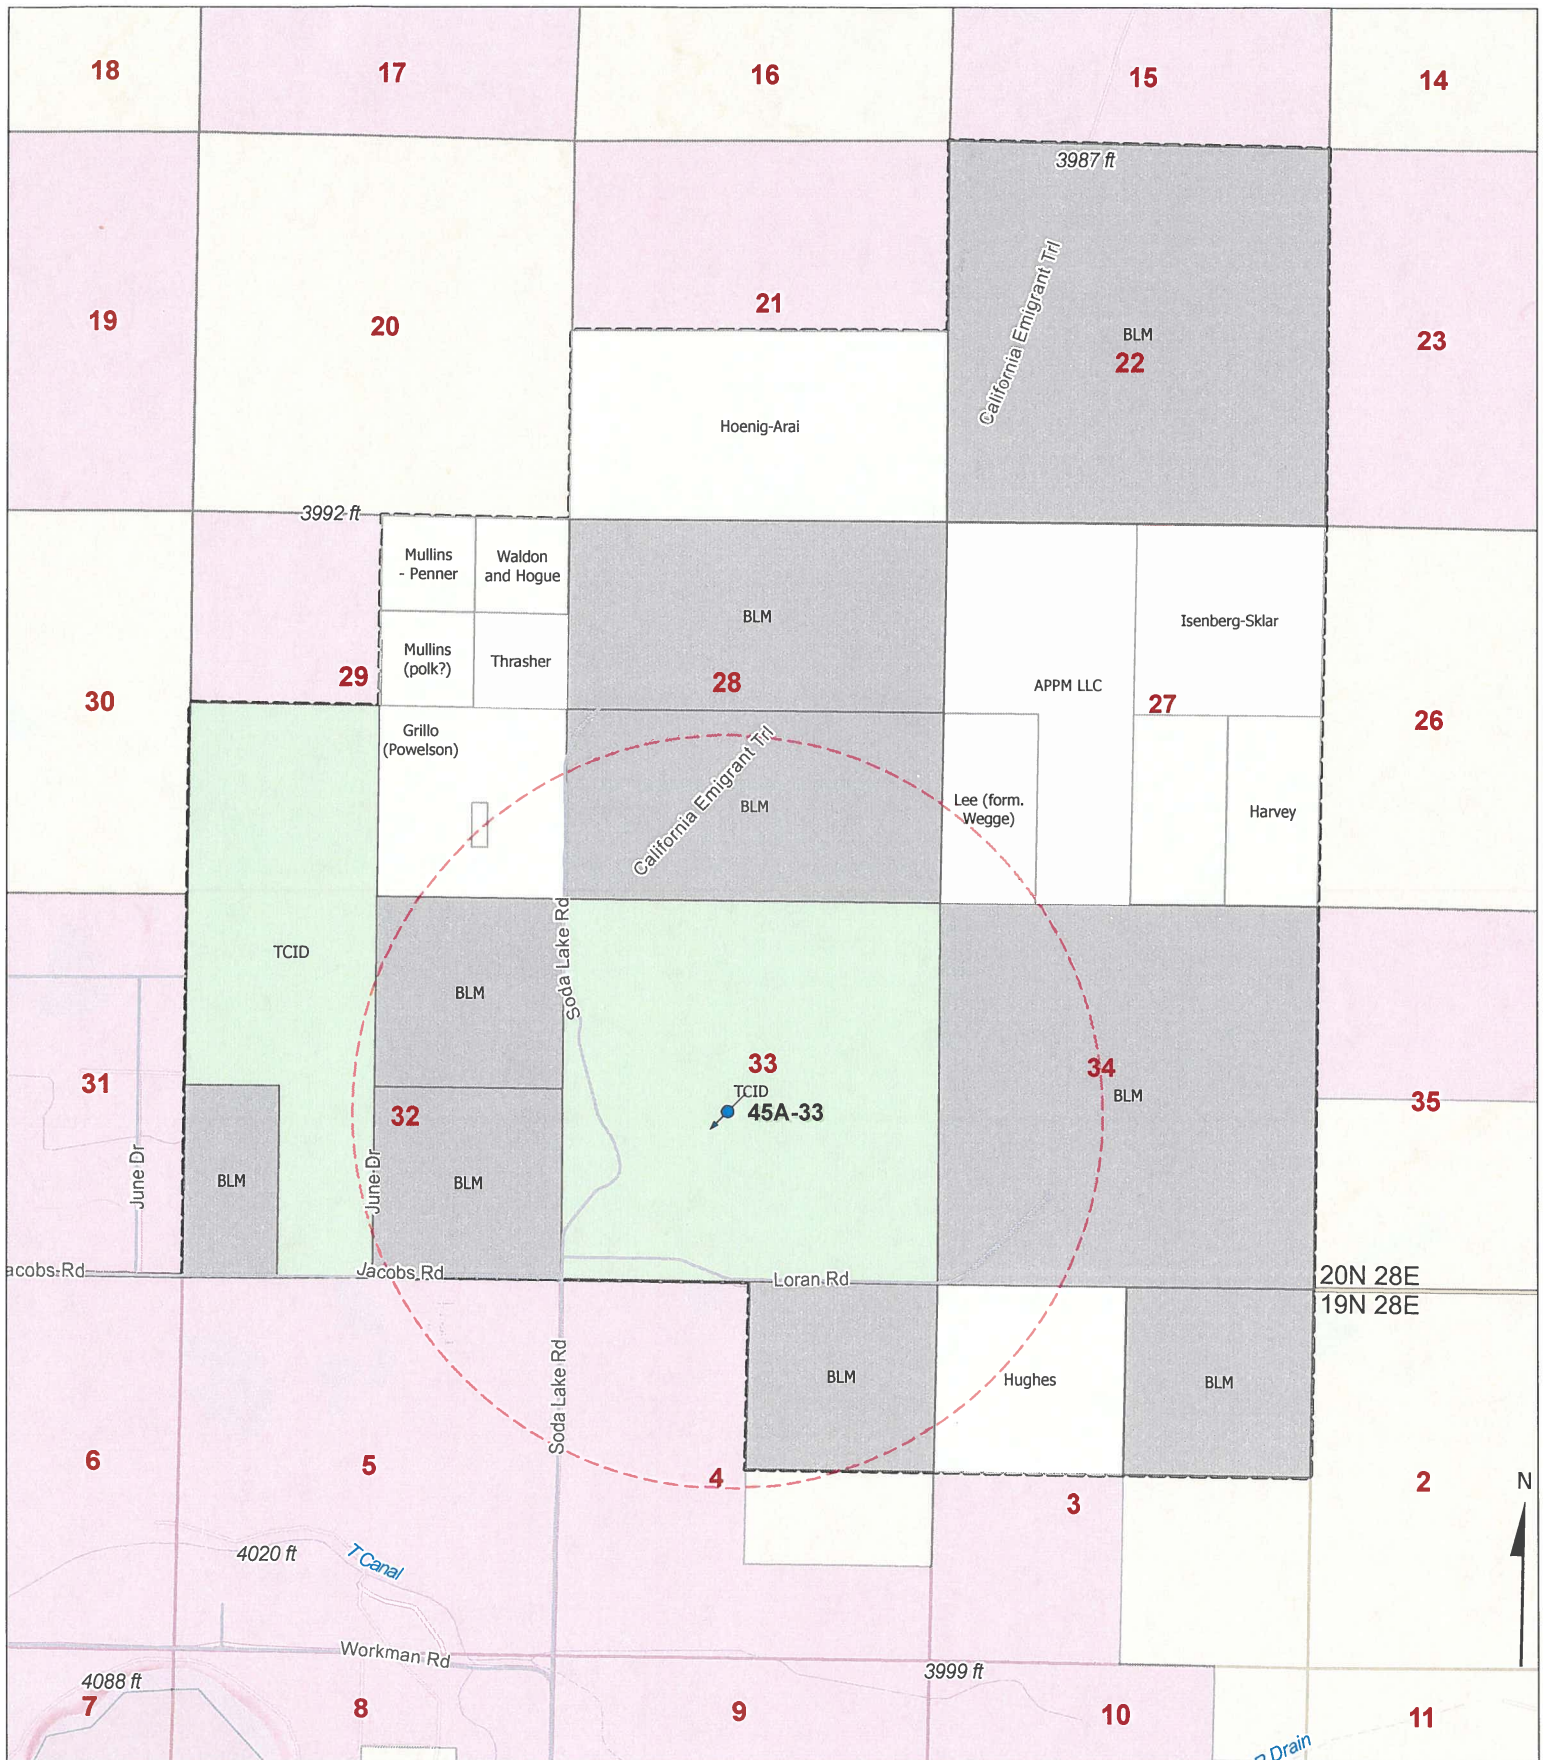 18
17
16
15
14
3987 ft
19
20
21
California Emigrant Trl
BLM
22
23
Hoenig-Arai
3992 ft
Mullins
- Penner
Waldon
and Hogue
BLM
Isenberg-Sklar
Mullins
(polk?)
Thrasher
29
28
APPM LLC
27
30
26
Grillo
(Powelson)
California Emigrant Trl
BLM
Lee (form.
Wegge)
Harvey
TCID
BLM
Soda Lake Rd
33
34
TCID
45A-33
BLM
31
32
35
June Dr
BLM
June Dr
BLM
acobs Rd
Jacobs Rd
Loran Rd
20N 28E
19N 28E
Soda Lake Rd
BLM
Hughes
BLM
6
5
4
3
2
N
4020 ft
T Canal
Workman Rd
3999 ft
4088 ft
7
8
9
10
11
Drain